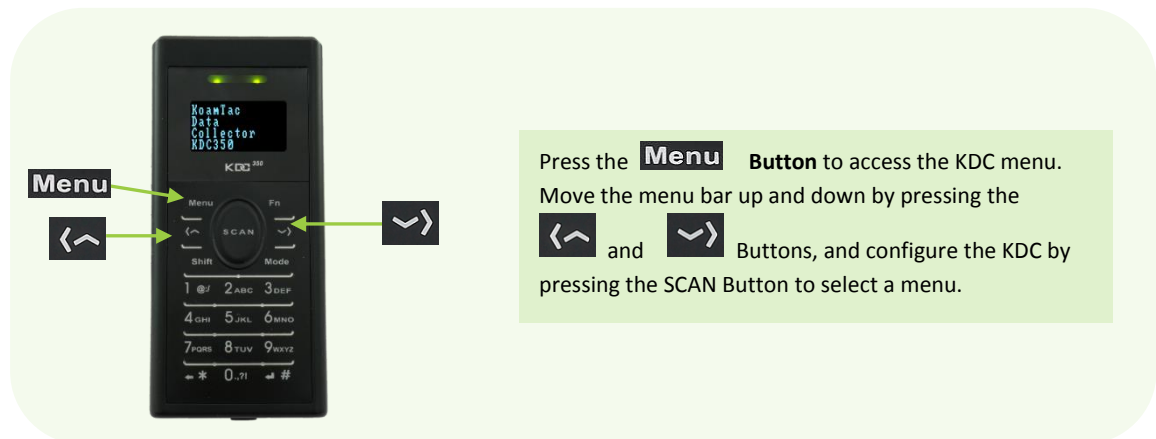 KoamTac
Data
Collector
KDC350
KDC 350
Menu
Menu Fn
SCAN
Shift Mode
1 @:/ 2 ABC 3 DEF
4 GHI 5 JKL 6 MNO
7 PQRS 8 TUV 9 WXYZ
* 0 .,?! #
Press the Menu Button to access the KDC menu.
Move the menu bar up and down by pressing the
and Buttons, and configure the KDC by
pressing the SCAN Button to select a menu.